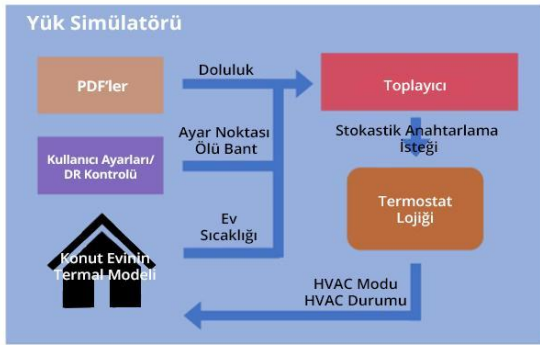 Yük Simülatörü
PDF'ler
Doluluk
Toplayıcı
Kullanıcı Ayarları/
DR Kontrolü
Ayar Noktası
Ölü Bant
Stokastik Anahtarlama
İsteği
Termostat
Lojiği
Ev
Sıcaklığı
Konut Evinin
Termal Modeli
HVAC Modu
HVAC Durumu